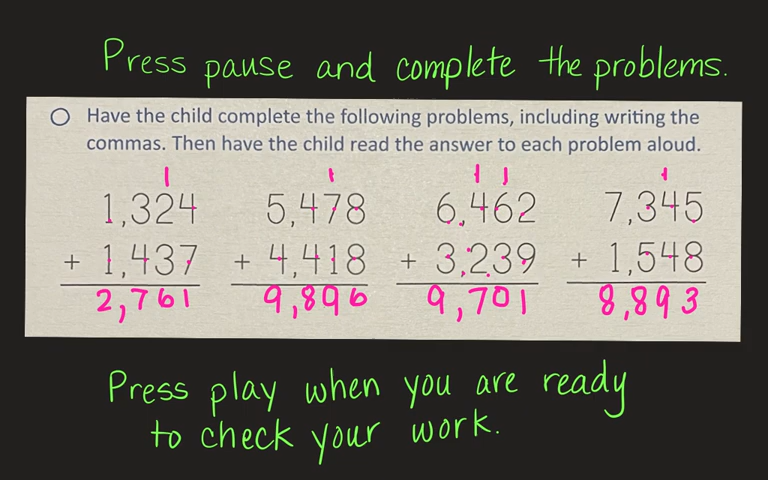 Press pause and complete the problems.
Have the child complete the following problems, including writing the
commas. Then have the child read the answer to each problem aloud.
1 1 1 1 1
1,324 5,478 6,462 7,345
+ 1,437 + 4,418 + 3,239 + 1,548
2,761 9,896 9,701 8,893
Press play when you are ready
to check your work.